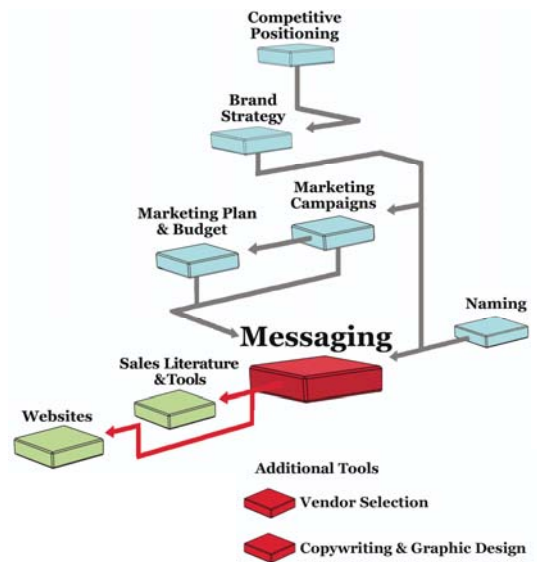 Competitive
Positioning
Brand
Strategy
Marketing
Campaigns
Marketing Plan
& Budget
Naming
Messaging
Sales Literature
&Tools
Websites
Additional Tools
Vendor Selection
Copywriting & Graphic Design